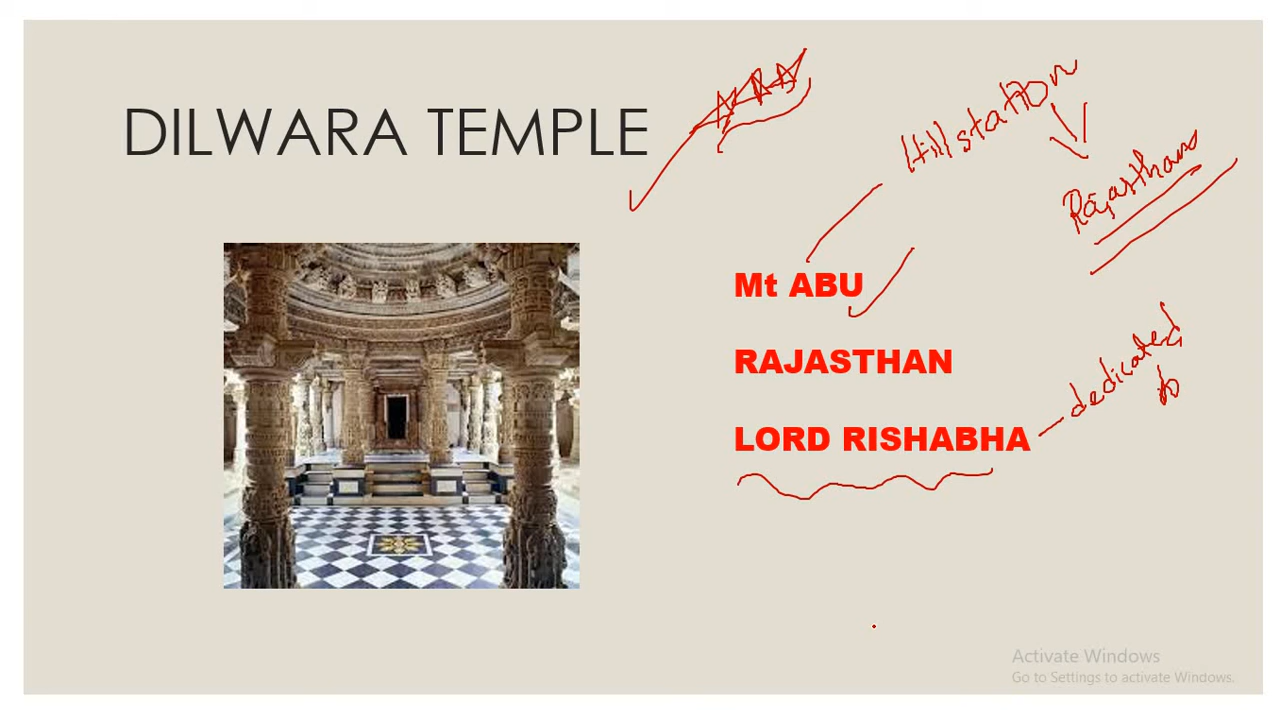 DILWARA TEMPLE
Hill station
Rajasthan
Mt ABU
RAJASTHAN
LORD RISHABHA
dedicated
to
Activate Windows
Go to Settings to activate Windows.